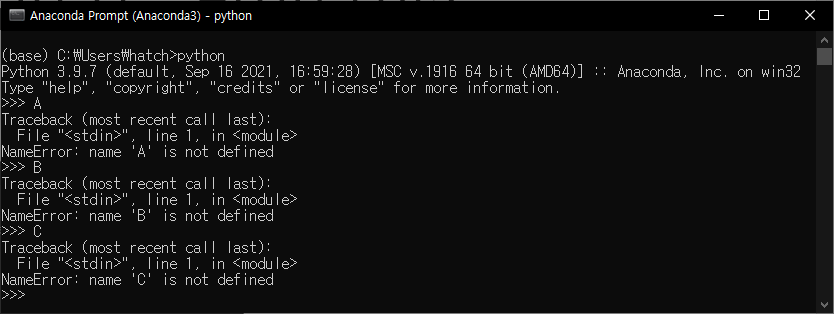 Anaconda Prompt (Anaconda3) - python
(base) C:₩Users₩hatch>python
Python 3.9.7 (default, Sep 16 2021, 16:59:28) [MSC v.1916 64 bit (AMD64)] :: Anaconda, Inc. on win32
Type "help", "copyright", "credits" or "license" for more information.
>>> A
Traceback (most recent call last):
  File "<stdin>", line 1, in <module>
NameError: name 'A' is not defined
>>> B
Traceback (most recent call last):
  File "<stdin>", line 1, in <module>
NameError: name 'B' is not defined
>>> C
Traceback (most recent call last):
  File "<stdin>", line 1, in <module>
NameError: name 'C' is not defined
>>>